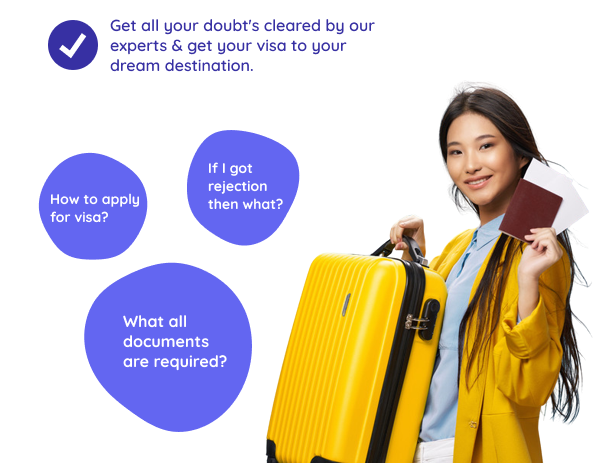 Get all your doubt's cleared by our
experts & get your visa to your
dream destination.
If I got
rejection
then what?
How to apply
for visa?
What all
documents
are required?